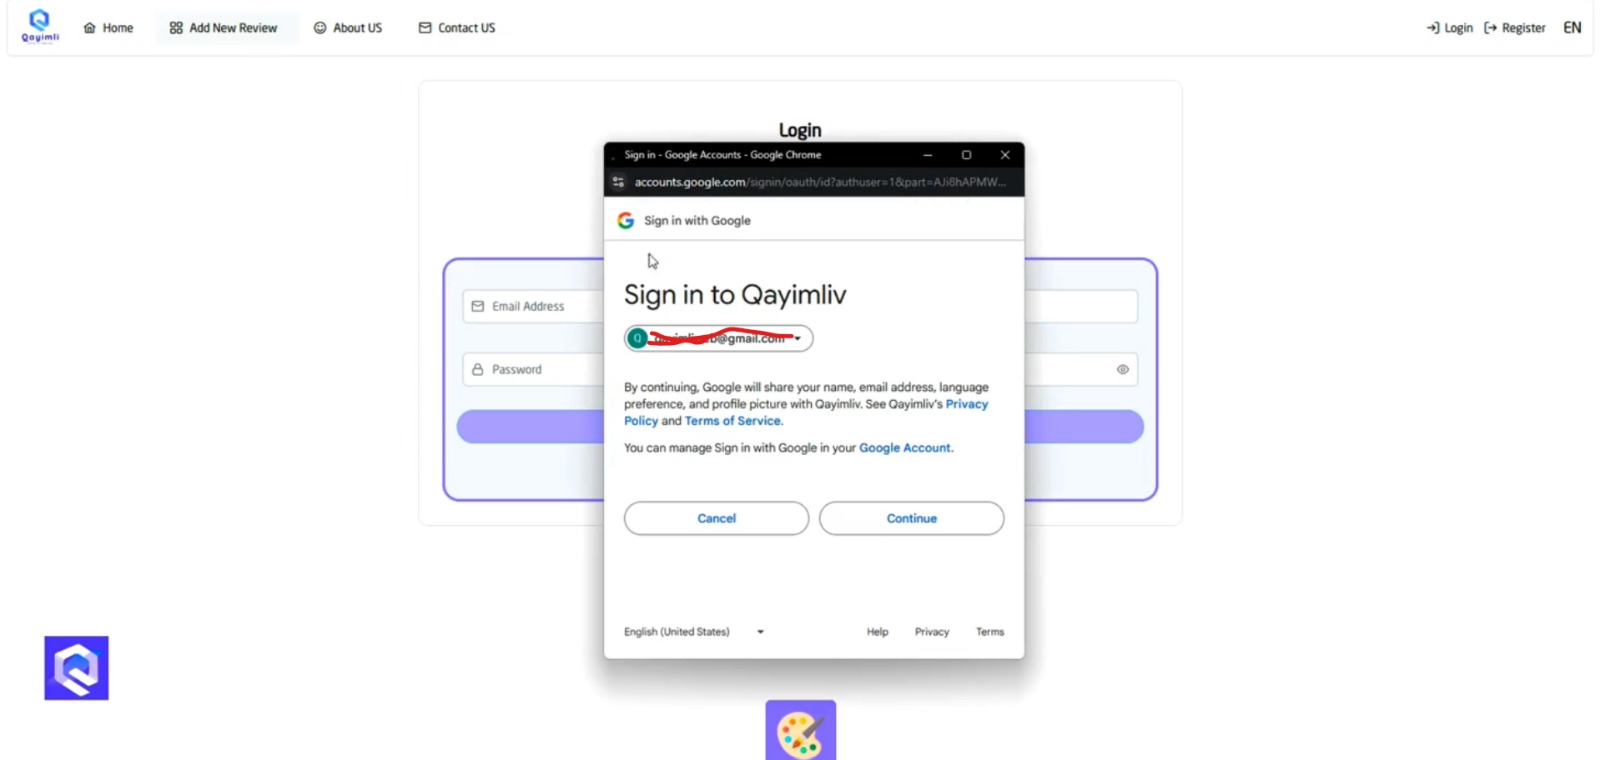 Qayimli
Home
Add New Review
About US
Contact US
Login
Register
EN
Login
Sign in - Google Accounts - Google Chrome
accounts.google.com/signin/oauth/id?authuser=1&part=AJi8hAPMW...
Sign in with Google
Sign in to Qayimliv
Q
@gmail.com
By continuing, Google will share your name, email address, language
preference, and profile picture with Qayimliv. See Qayimliv's Privacy
Policy and Terms of Service.
You can manage Sign in with Google in your Google Account.
Cancel
Continue
English (United States)
Help
Privacy
Terms
Email Address
Password